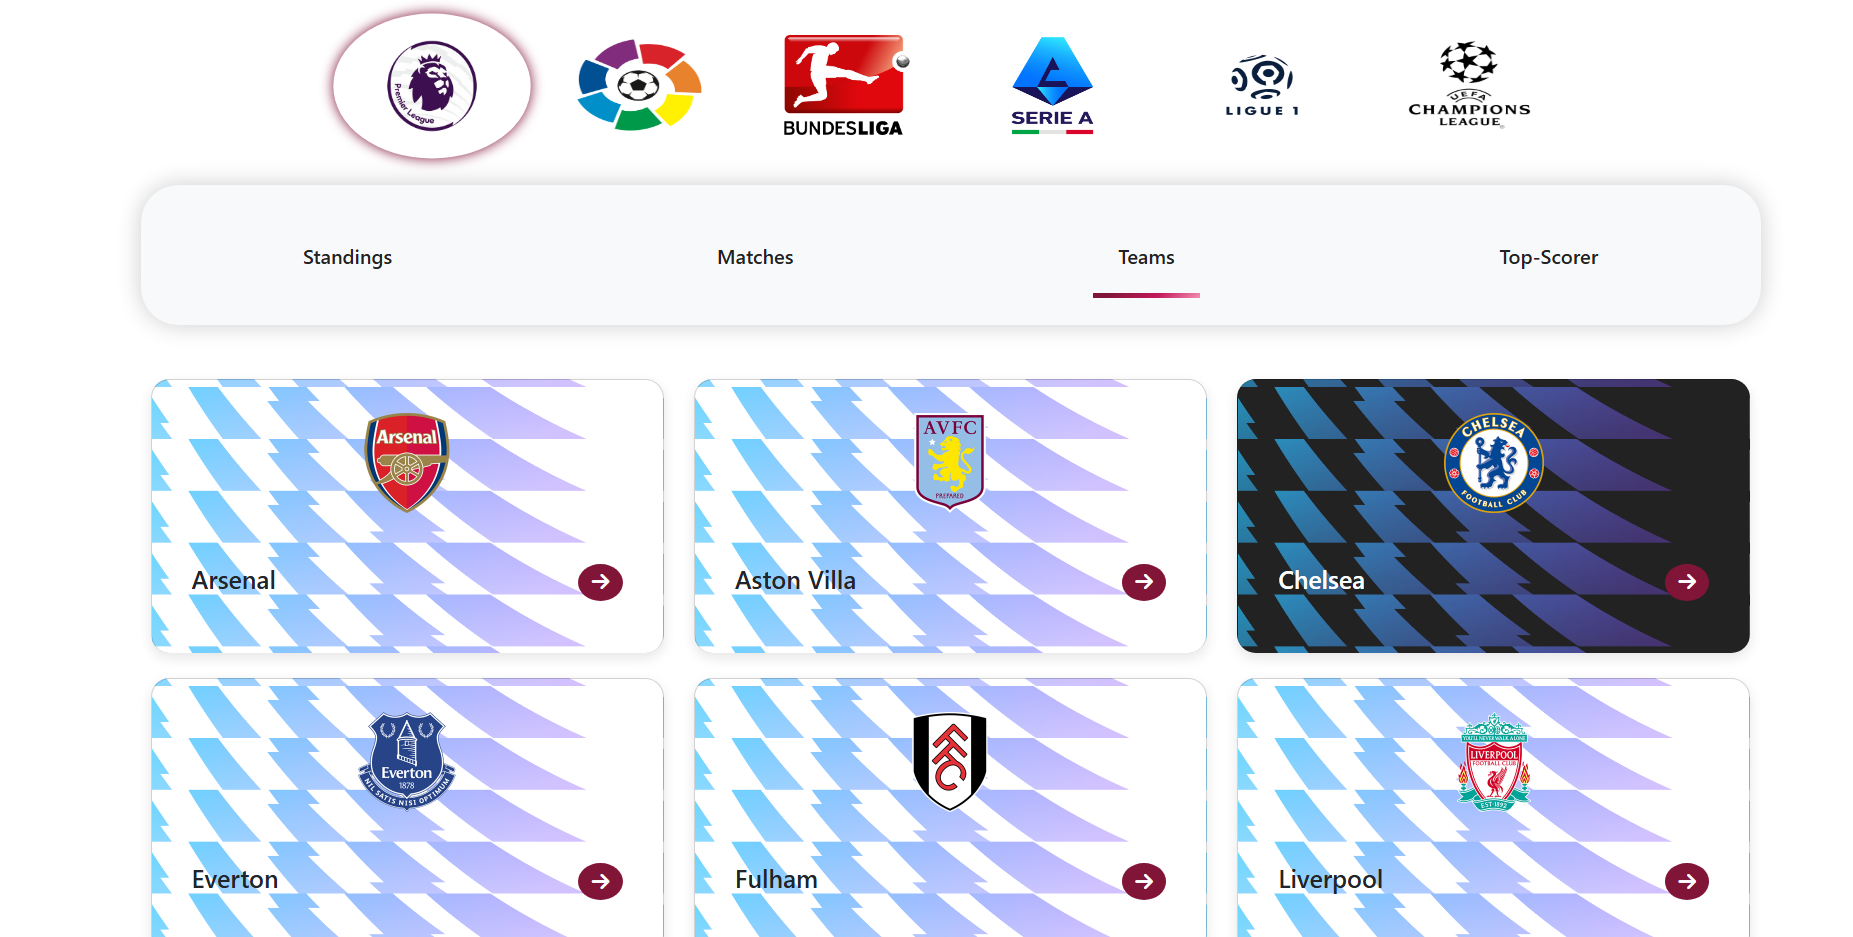 Premier League
BUNDESLIGA
SERIE A
LIGUE 1
UEFA
CHAMPIONS
LEAGUE
Standings
Matches
Teams
Top-Scorer
Arsenal
Arsenal
AVFC
PREPARED
Aston Villa
CHELSEA
FOOTBALL CLUB
Chelsea
Everton
1878
NIL SATIS NISI OPTIMUM
Everton
FFC
Fulham
YOU'LL NEVER WALK ALONE
LIVERPOOL
FOOTBALL CLUB
EST·1892
Liverpool